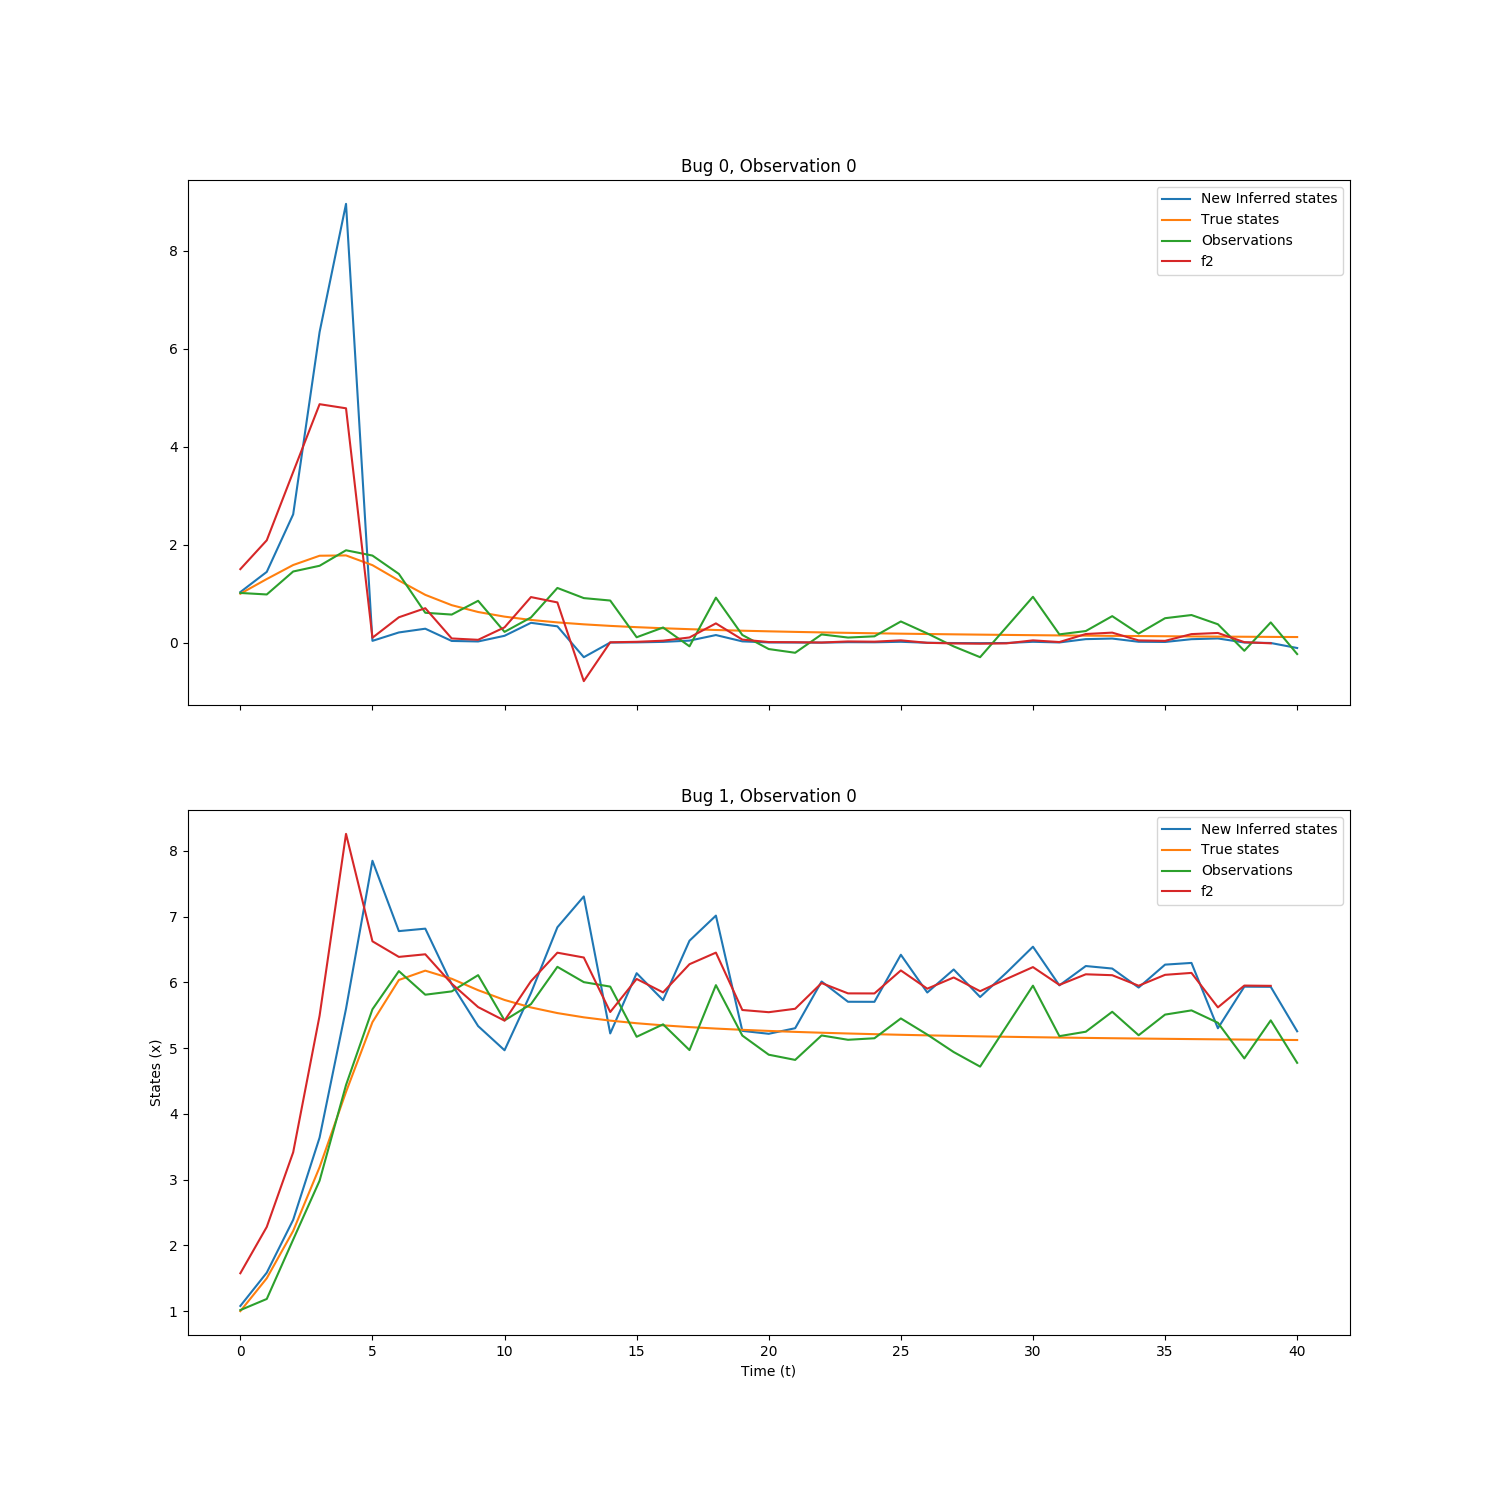 Bug 0, Observation 0
New Inferred states
True states
Observations
f2
8
6
4
2
0
Bug 1, Observation 0
New Inferred states
True states
Observations
f2
8
7
6
5
4
3
2
1
States (x)
0 5 10 15 20 25 30 35 40
Time (t)